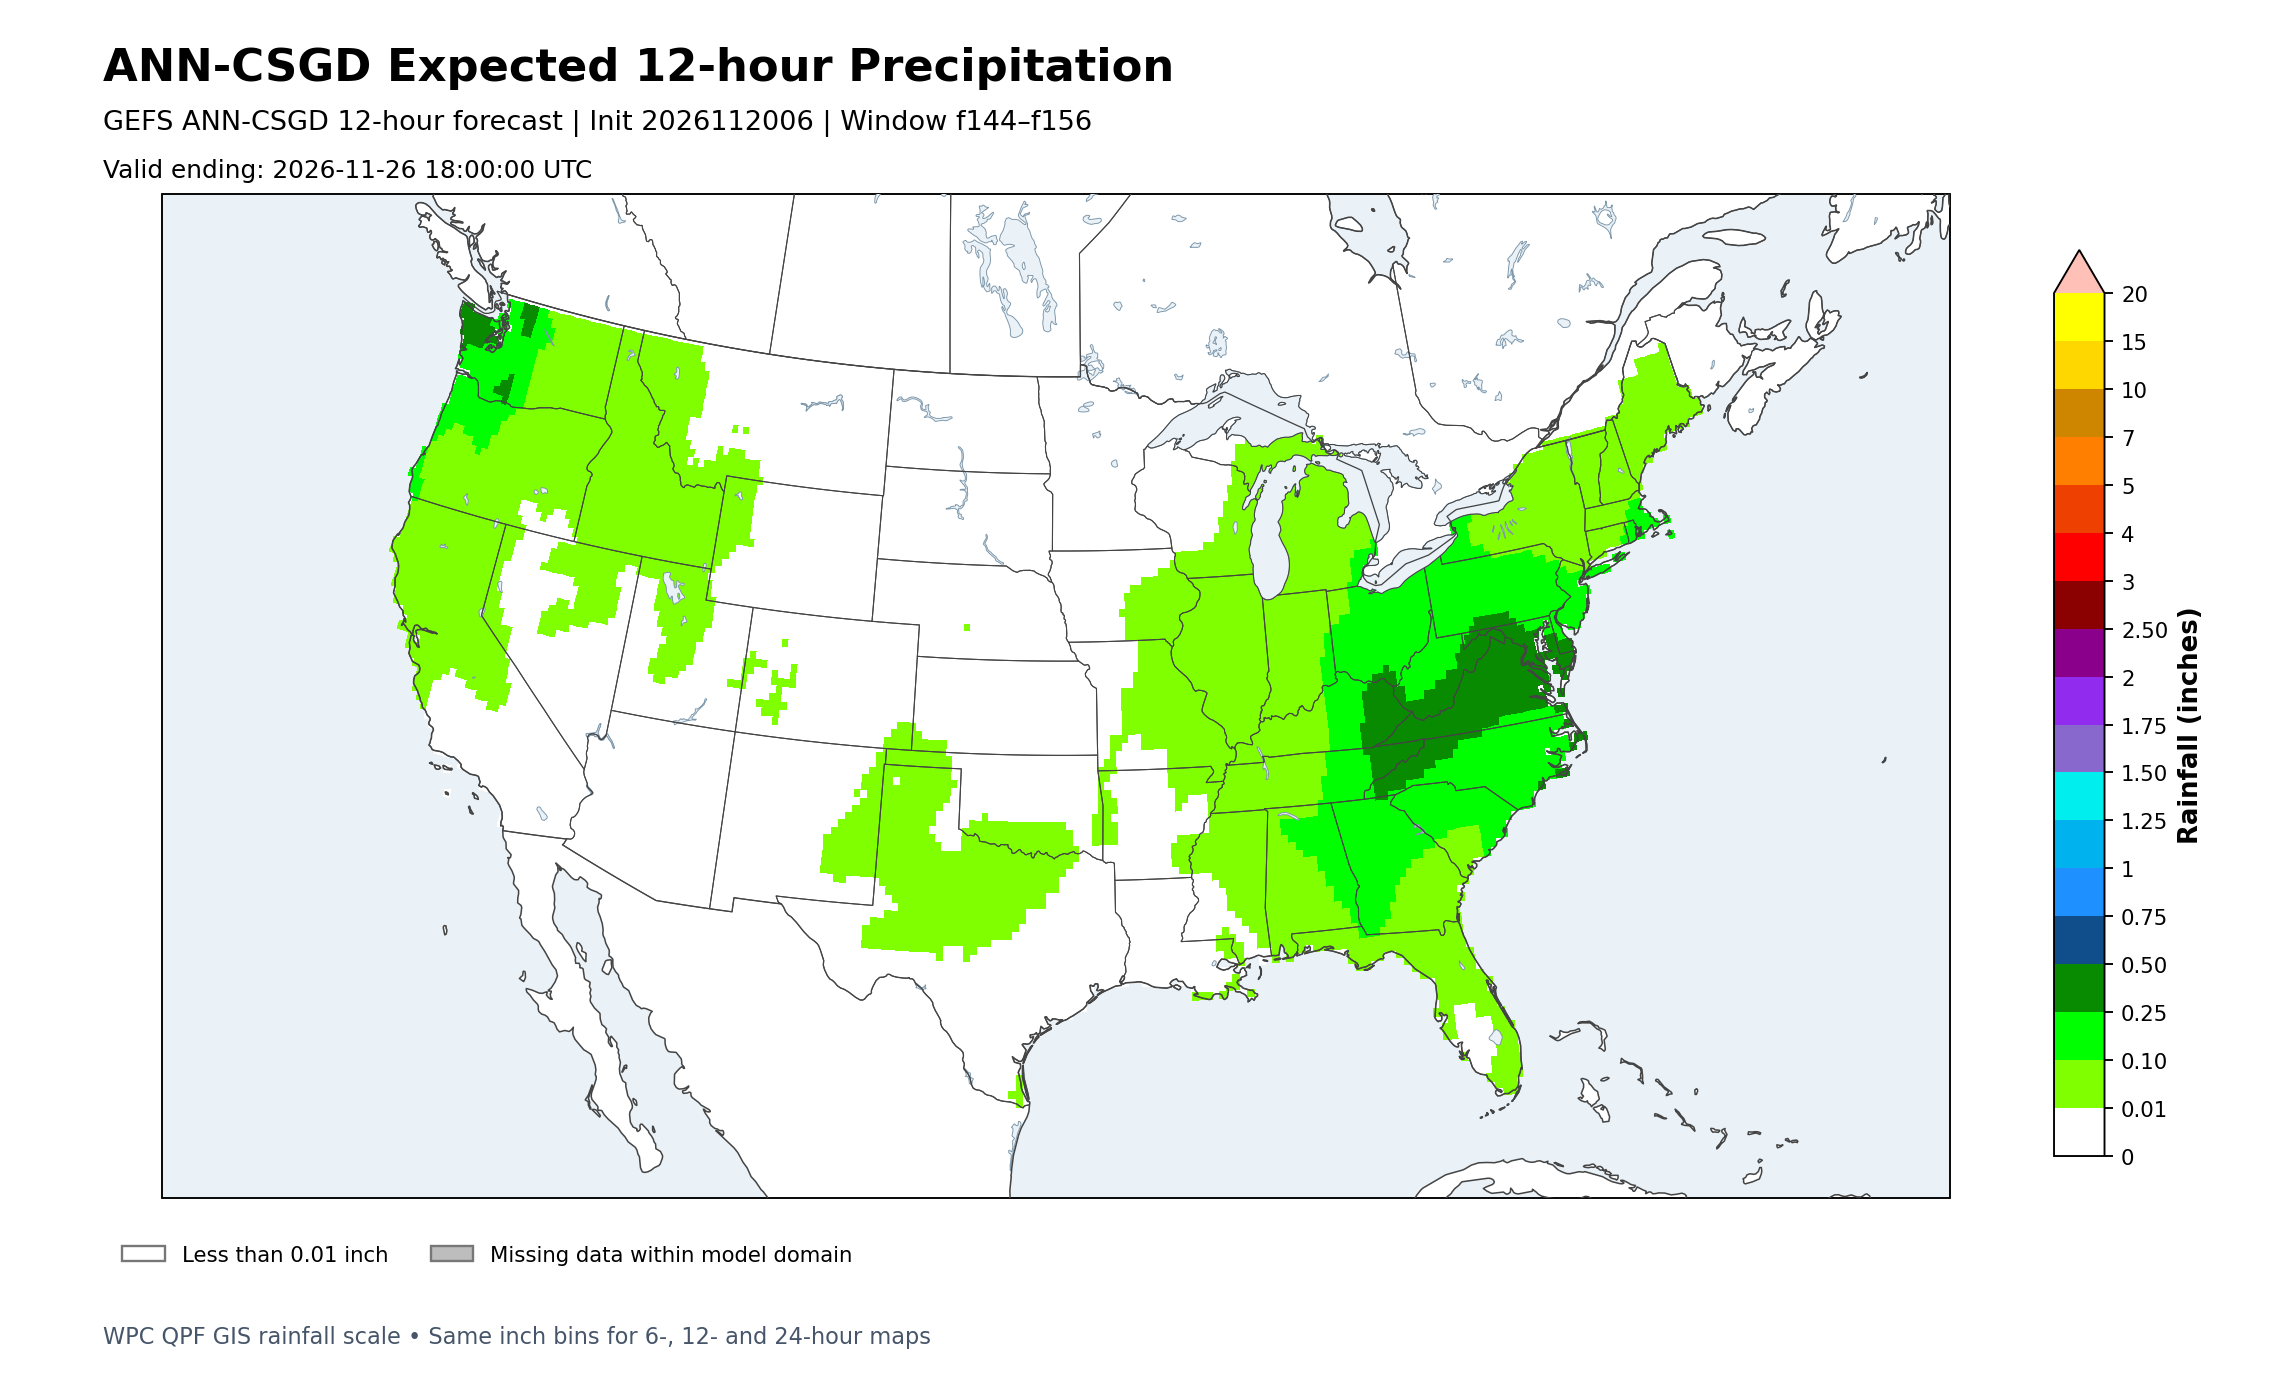 ANN-CSGD Expected 12-hour Precipitation
GEFS ANN-CSGD 12-hour forecast | Init 2026112006 | Window f144–f156
Valid ending: 2026-11-26 18:00:00 UTC
20
15
10
7
5
4
3
2.50
2
1.75
1.50
1.25
1
0.75
0.50
0.25
0.10
0.01
0
Rainfall (inches)
Less than 0.01 inch
Missing data within model domain
WPC QPF GIS rainfall scale • Same inch bins for 6-, 12- and 24-hour maps